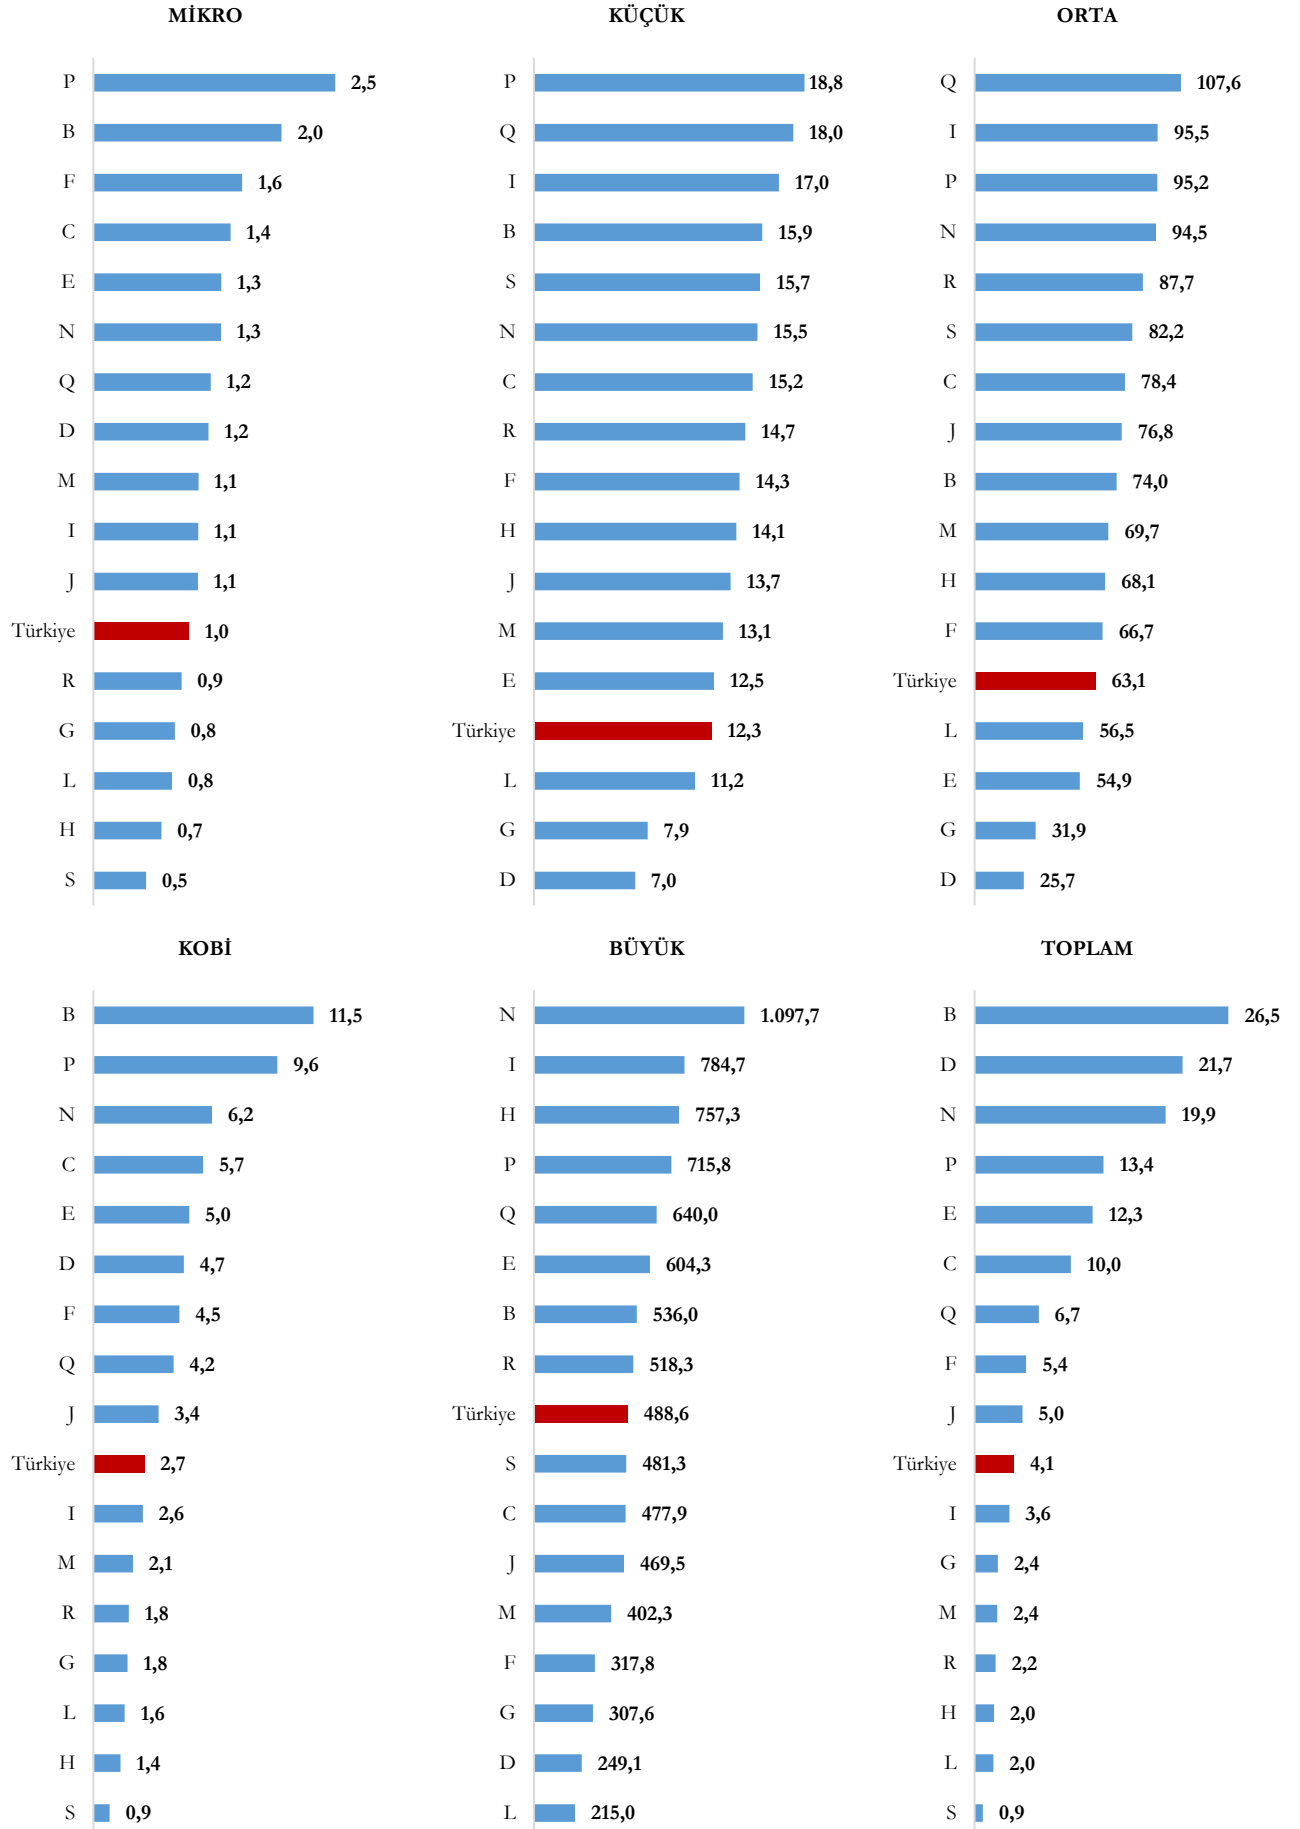 MİKRO
P 2,5
B 2,0
F 1,6
C 1,4
E 1,3
N 1,3
Q 1,2
D 1,2
M 1,1
I 1,1
J 1,1
Türkiye 1,0
R 0,9
G 0,8
L 0,8
H 0,7
S 0,5
KÜÇÜK
P 18,8
Q 18,0
I 17,0
B 15,9
S 15,7
N 15,5
C 15,2
R 14,7
F 14,3
H 14,1
J 13,7
M 13,1
E 12,5
Türkiye 12,3
L 11,2
G 7,9
D 7,0
ORTA
Q 107,6
I 95,5
P 95,2
N 94,5
R 87,7
S 82,2
C 78,4
J 76,8
B 74,0
M 69,7
H 68,1
F 66,7
Türkiye 63,1
L 56,5
E 54,9
G 31,9
D 25,7
KOBİ
B 11,5
P 9,6
N 6,2
C 5,7
E 5,0
D 4,7
F 4,5
Q 4,2
J 3,4
Türkiye 2,7
I 2,6
M 2,1
R 1,8
G 1,8
L 1,6
H 1,4
S 0,9
BÜYÜK
N 1.097,7
I 784,7
H 757,3
P 715,8
Q 640,0
E 604,3
B 536,0
R 518,3
Türkiye 488,6
S 481,3
C 477,9
J 469,5
M 402,3
F 317,8
G 307,6
D 249,1
L 215,0
TOPLAM
B 26,5
D 21,7
N 19,9
P 13,4
E 12,3
C 10,0
Q 6,7
F 5,4
J 5,0
Türkiye 4,1
I 3,6
G 2,4
M 2,4
R 2,2
H 2,0
L 2,0
S 0,9